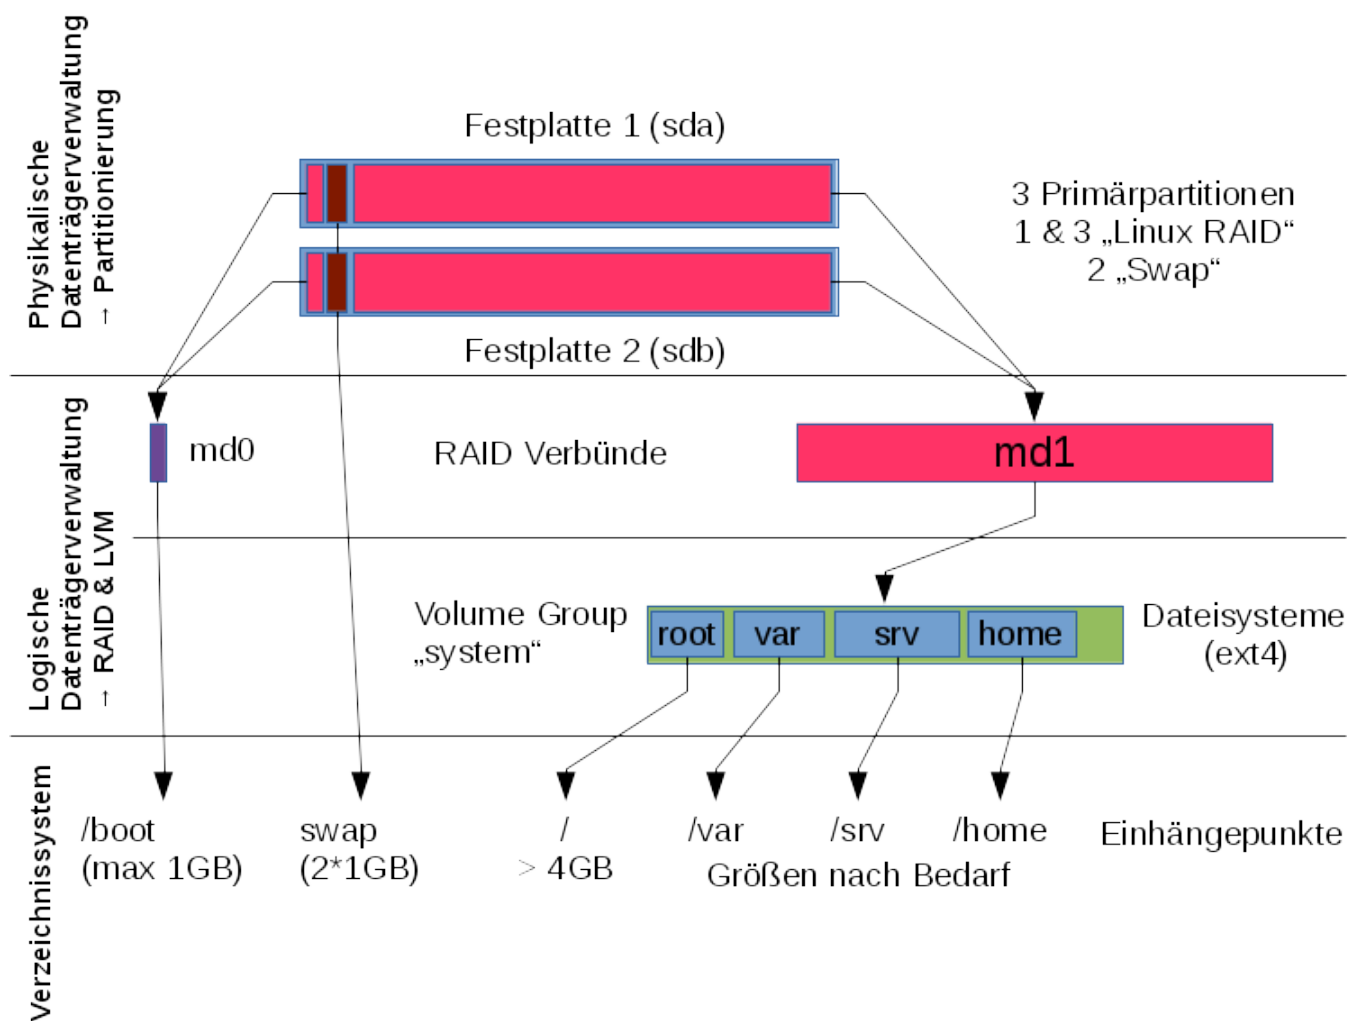 Physikalische
Datenträgerverwaltung
→ Partitionierung
Festplatte 1 (sda)
3 Primärpartitionen
1 & 3 „Linux RAID“
2 „Swap“
Festplatte 2 (sdb)
Logische
Datenträgerverwaltung
→ RAID & LVM
md0
RAID Verbünde
md1
Volume Group
„system“
root
var
srv
home
Dateisysteme
(ext4)
Verzeichnissystem
/boot
(max 1GB)
swap
(2*1GB)
/
> 4GB
/var
/srv
/home
Größen nach Bedarf
Einhängepunkte